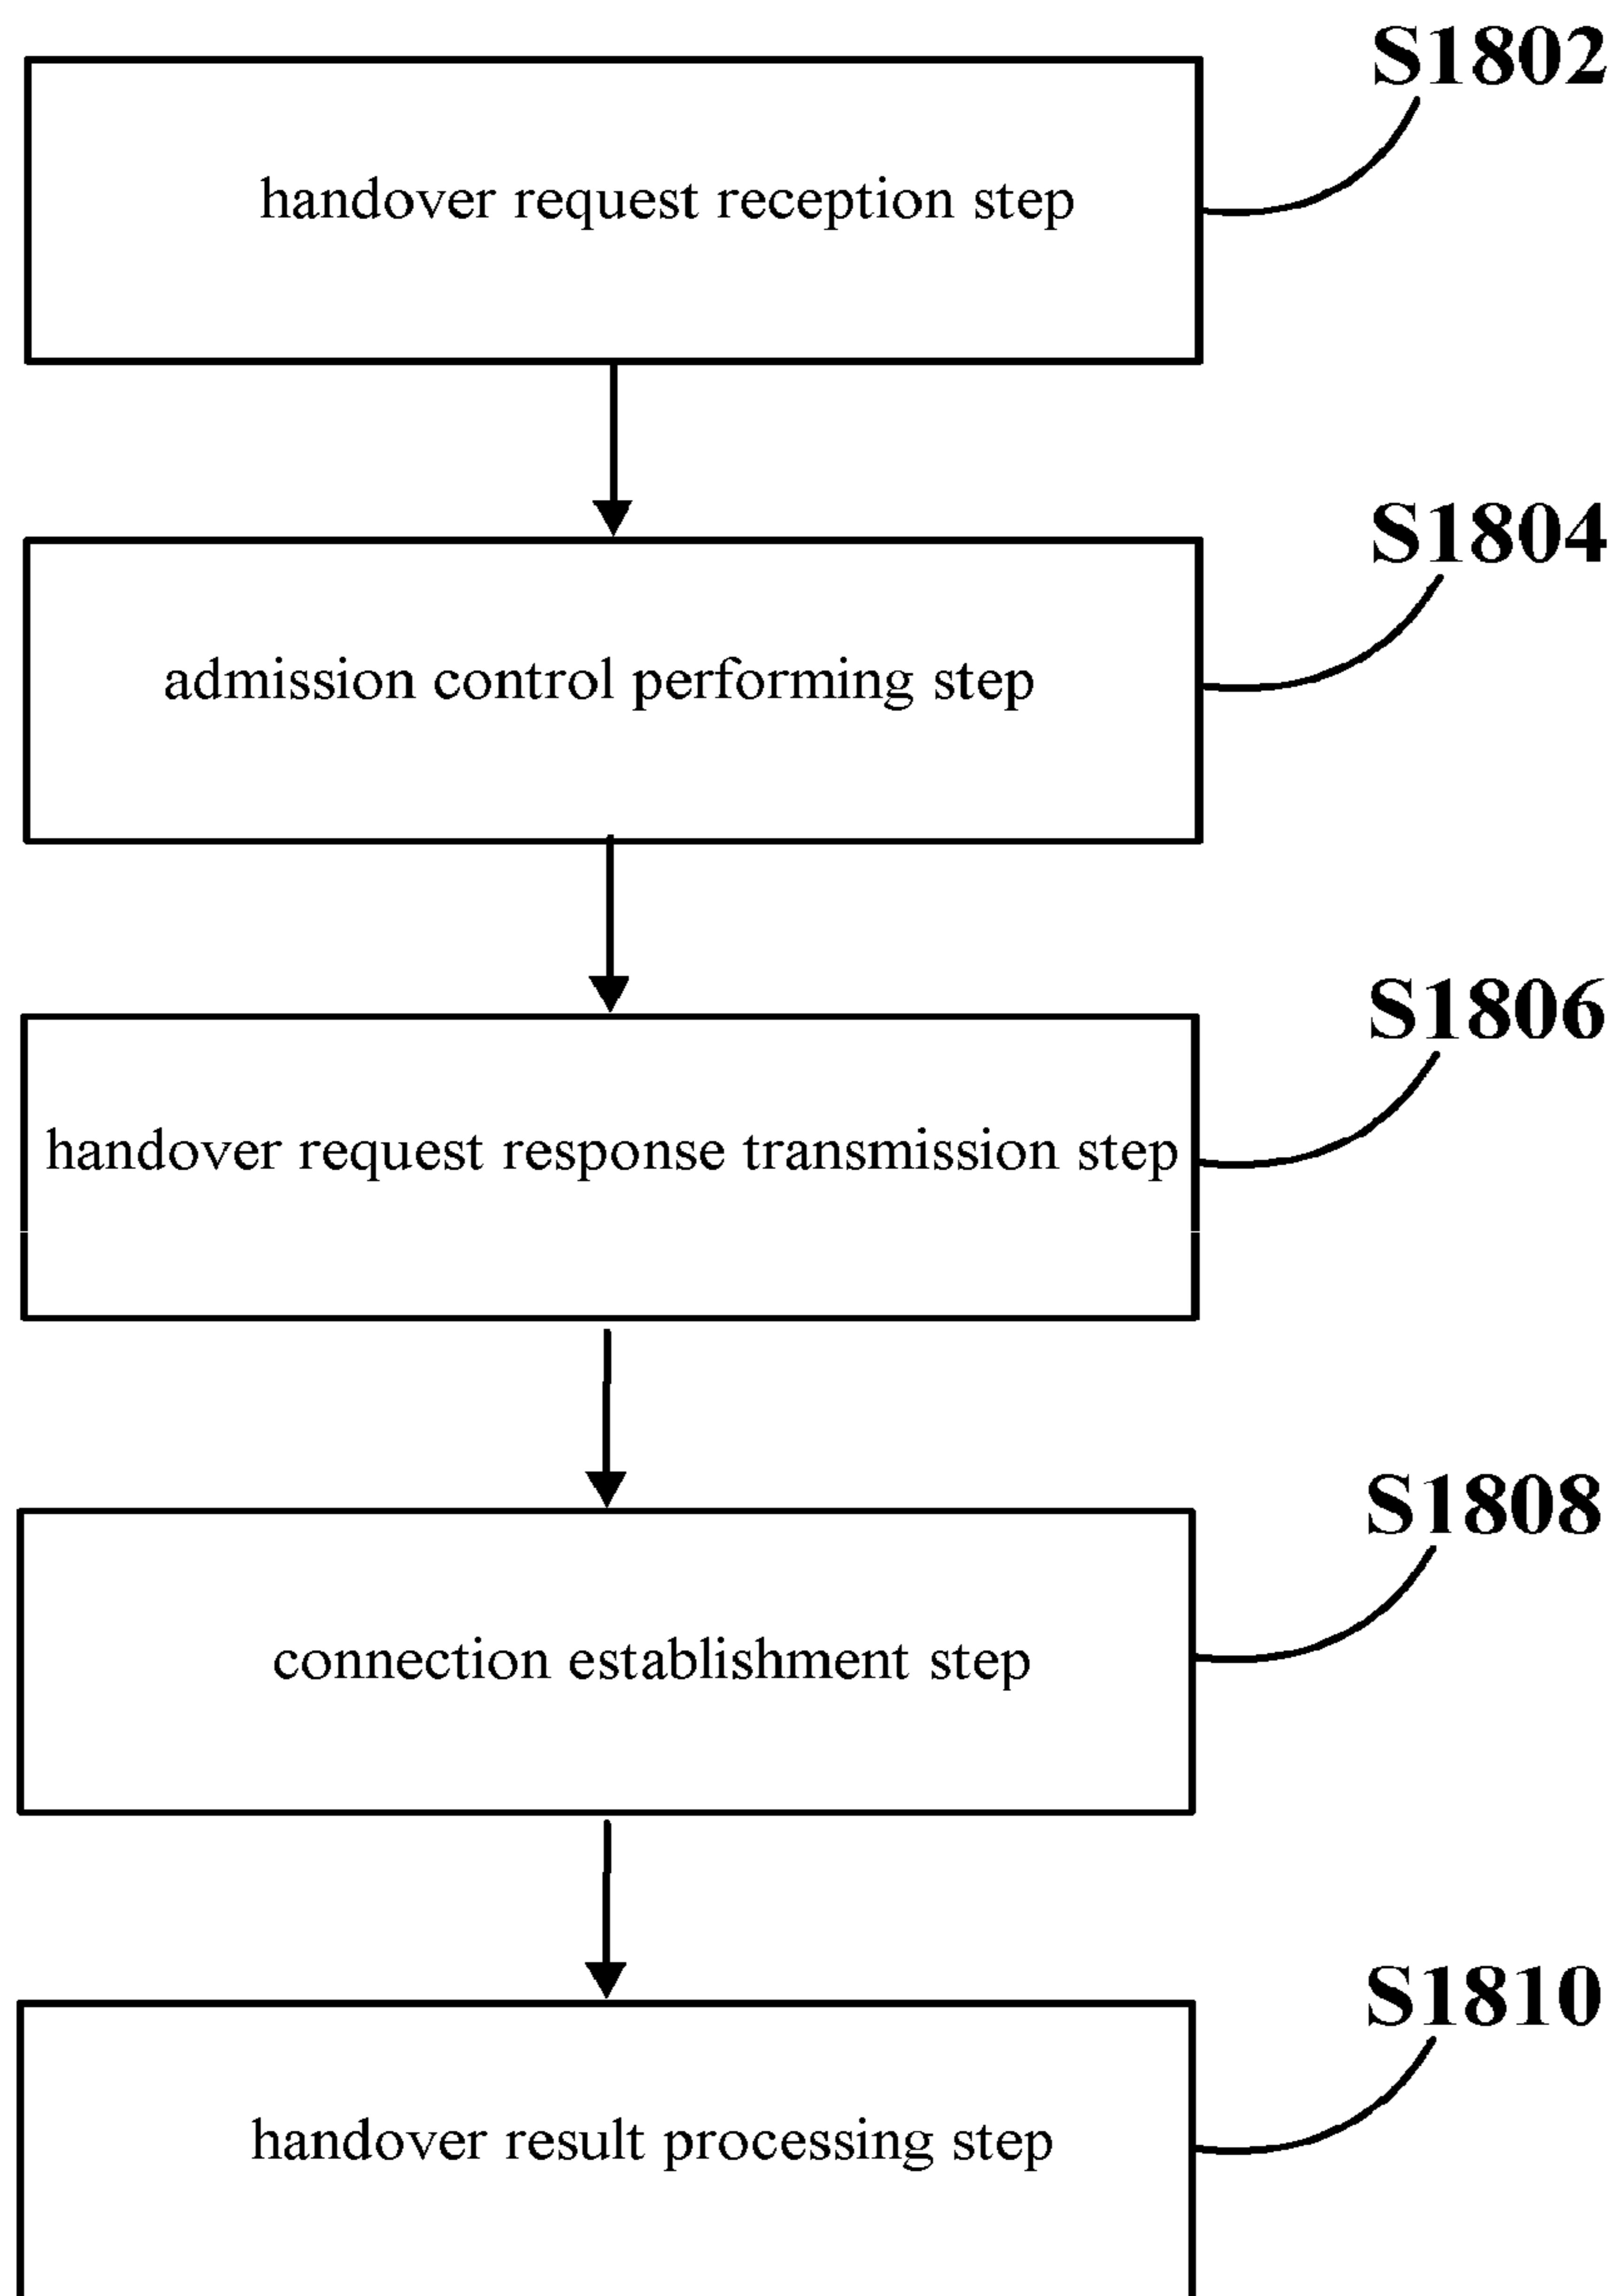 S1802
handover request reception step
S1804
admission control performing step
S1806
handover request response transmission step
S1808
connection establishment step
S1810
handover result processing step